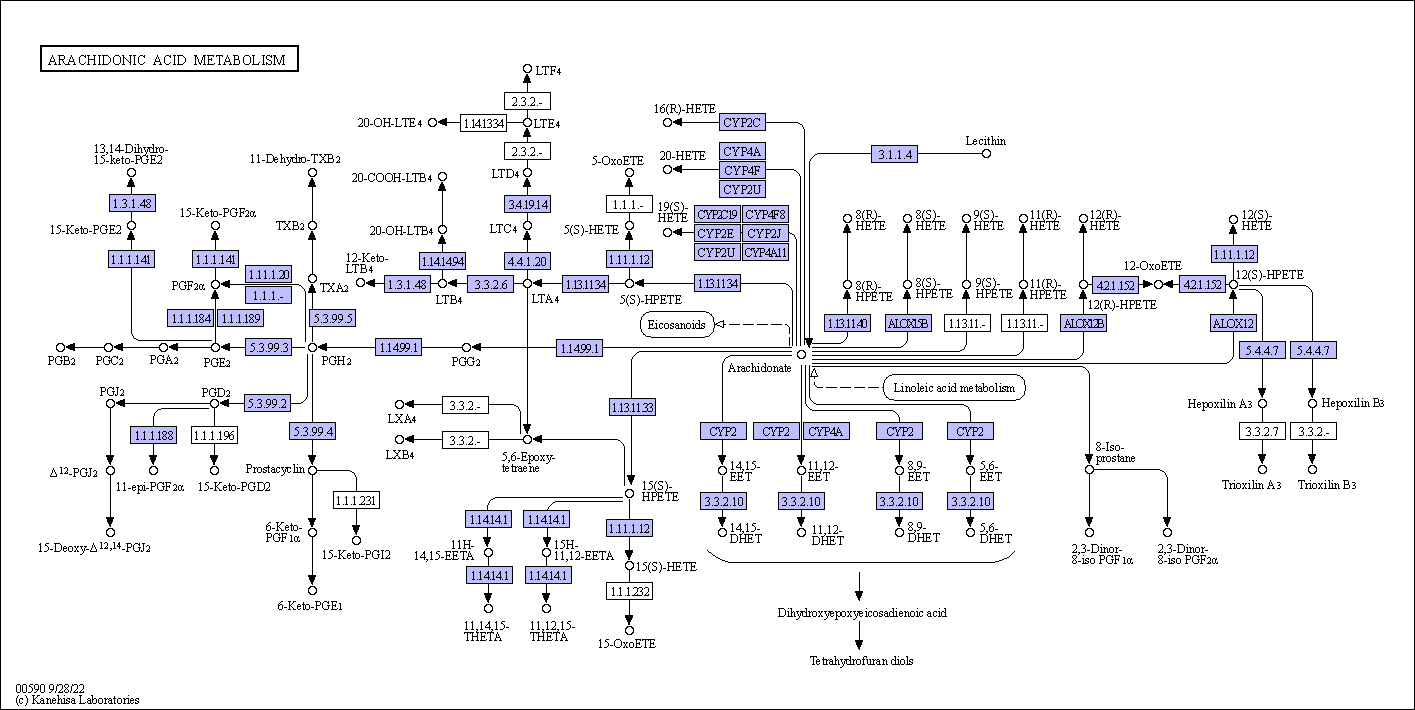 ARACHIDONIC ACID METABOLISM
LTF4
2.3.2.-
20-OH-LTE4
1.14.13.34
LTE4
16(R)-HETE
CYP2C
13,14-Dihydro-
15-keto-PGE2
11-Dehydro-TXB2
2.3.2.-
5-OxoETE
20-HETE
CYP4A
CYP4F
CYP2U
3.1.1.4
Lecithin
20-COOH-LTB4
LTD4
1.3.1.48
15-Keto-PGF2α
3.4.19.14
1.1.1.-
19(S)-
HETE
CYP2C19
CYP4F8
CYP2E
CYP2J
CYP2U
CYP4A11
8(R)-
HETE
8(S)-
HETE
9(S)-
HETE
11(R)-
HETE
12(R)-
HETE
12(S)-
HETE
15-Keto-PGE2
TXB2
20-OH-LTB4
LTC4
5(S)-HETE
1.1.1.141
1.1.1.141
1.11.1.20
12-Keto-
LTB4
1.14.14.94
4.4.1.20
1.11.1.12
1.11.1.12
12-OxoETE
PGF2α
1.1.1.-
TXA2
1.3.1.48
LTB4
3.3.2.6
LTA4
1.13.11.34
5(S)-HPETE
1.13.11.34
8(R)-
HPETE
8(S)-
HPETE
9(S)-
HPETE
11(R)-
HPETE
12(R)-HPETE
4.2.1.152
4.2.1.152
12(S)-HPETE
1.1.1.184
1.1.1.189
5.3.99.5
Eicosanoids
1.13.11.40
ALOX15B
1.13.11.-
1.13.11.-
ALOX12B
ALOX12
PGB2
PGC2
PGA2
PGE2
5.3.99.3
PGH2
1.14.99.1
PGG2
1.14.99.1
Arachidonate
5.4.4.7
5.4.4.7
Linoleic acid metabolism
PGJ2
PGD2
5.3.99.2
LXA4
3.3.2.-
1.13.11.33
Hepoxilin A3
Hepoxilin B3
1.1.1.188
1.1.1.196
5.3.99.4
LXB4
3.3.2.-
5,6-Epoxy-
tetraene
CYP2
CYP2
CYP4A
CYP2
CYP2
8-Iso-
prostane
3.3.2.7
3.3.2.-
Δ12-PGJ2
11-epi-PGF2α
15-Keto-PGD2
Prostacyclin
14,15-
EET
11,12-
EET
8,9-
EET
5,6-
EET
Trioxilin A3
Trioxilin B3
1.1.1.231
15(S)-
HPETE
3.3.2.10
3.3.2.10
3.3.2.10
3.3.2.10
1.14.14.1
1.14.14.1
1.11.1.12
6-Keto-
PGF1α
14,15-
DHET
11,12-
DHET
8,9-
DHET
5,6-
DHET
15-Deoxy-Δ12,14-PGJ2
15-Keto-PGI2
11H-
14,15-EETA
15H-
11,12-EETA
2,3-Dinor-
8-iso PGF1α
2,3-Dinor-
8-iso PGF2α
1.14.14.1
1.14.14.1
15(S)-HETE
1.1.1.232
6-Keto-PGE1
11,14,15-
THETA
11,12,15-
THETA
15-OxoETE
Dihydroxyepoxyeicosadienoic acid
Tetrahydrofuran diols
00590 9/28/22
(c) Kanehisa Laboratories